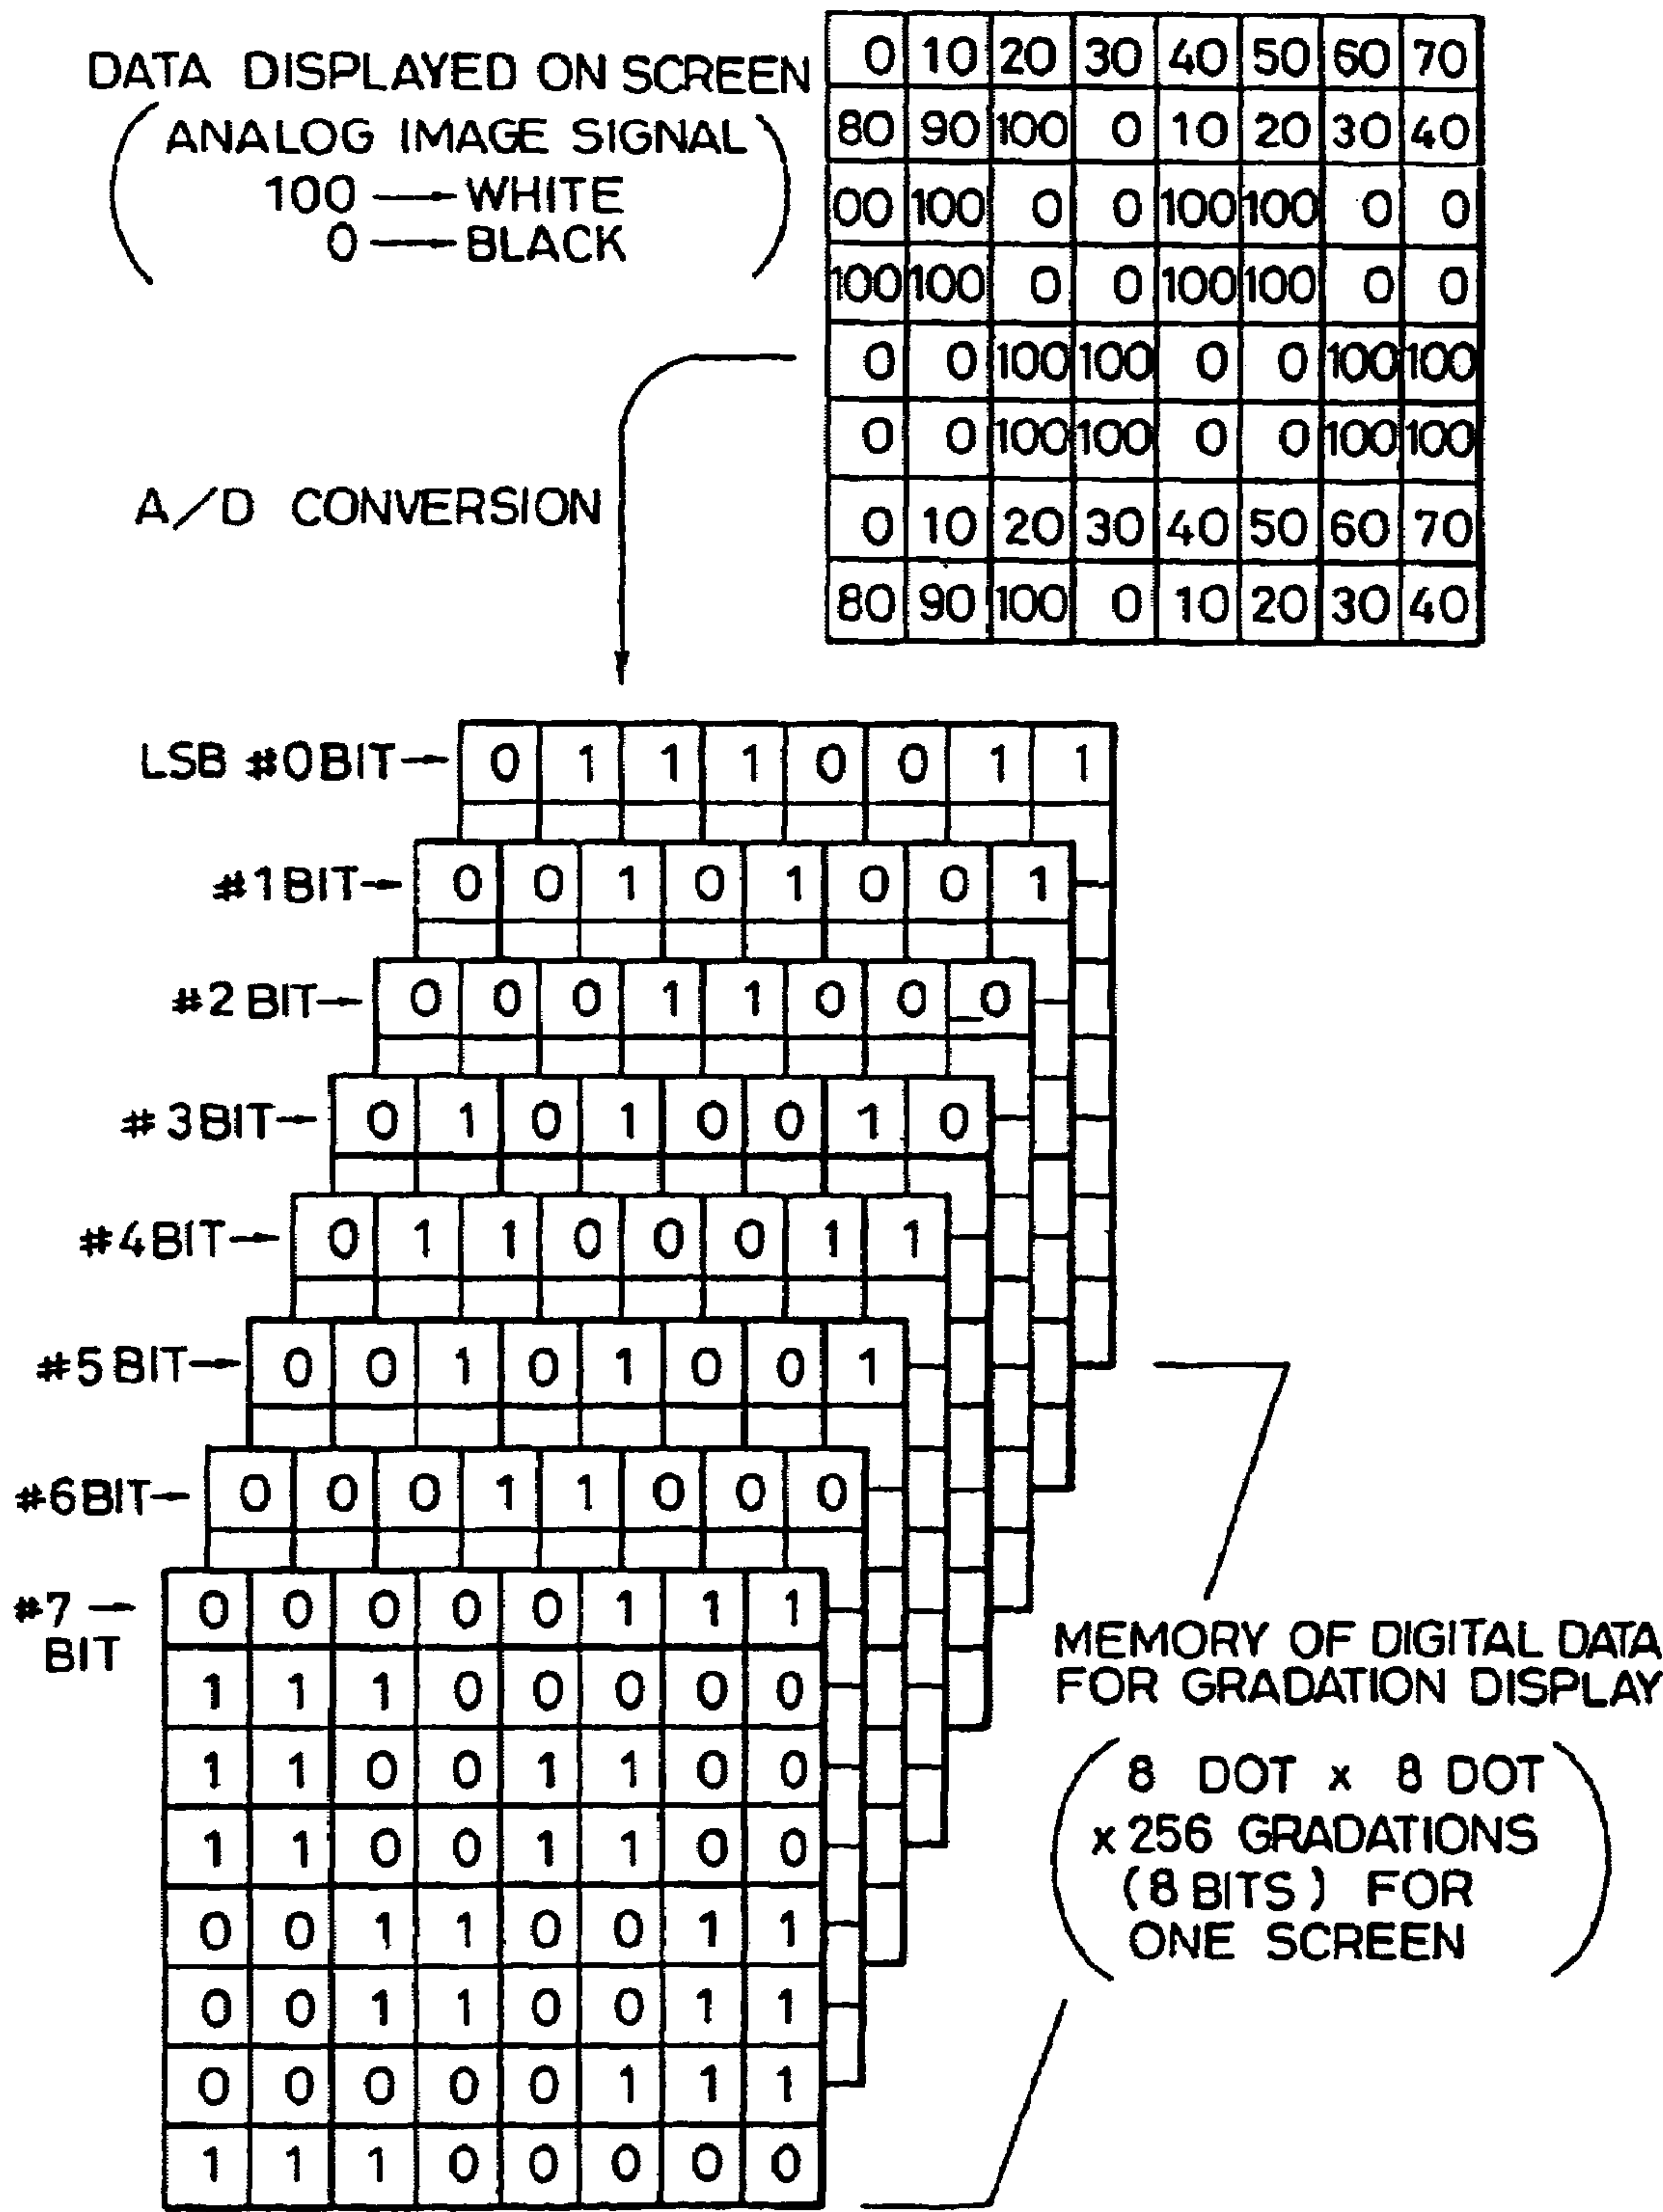 DATA DISPLAYED ON SCREEN
ANALOG IMAGE SIGNAL
100 → WHITE
0 → BLACK
0 10 20 30 40 50 60 70
80 90 100 0 10 20 30 40
00 100 0 0 100 100 0 0
100 100 0 0 100 100 0 0
0 0 100 100 0 0 100 100
0 0 100 100 0 0 100 100
0 10 20 30 40 50 60 70
80 90 100 0 10 20 30 40
A/D CONVERSION
LSB #0BIT→ 0 1 1 1 0 0 1 1
#1BIT→ 0 0 1 0 1 0 0 1
#2 BIT→ 0 0 0 1 1 0 0 0
#3BIT→ 0 1 0 1 0 0 1 0
#4BIT→ 0 1 1 0 0 0 1 1
#5 BIT→ 0 0 1 0 1 0 0 1
#6BIT→ 0 0 0 1 1 0 0 0
#7 → 0 0 0 0 0 1 1 1
BIT
1 1 1 0 0 0 0 0
1 1 0 0 1 1 0 0
1 1 0 0 1 1 0 0
0 0 1 1 0 0 1 1
0 0 1 1 0 0 1 1
0 0 0 0 0 1 1 1
1 1 1 0 0 0 0 0
MEMORY OF DIGITAL DATA
FOR GRADATION DISPLAY
8 DOT x 8 DOT
x 256 GRADATIONS
(8 BITS) FOR
ONE SCREEN